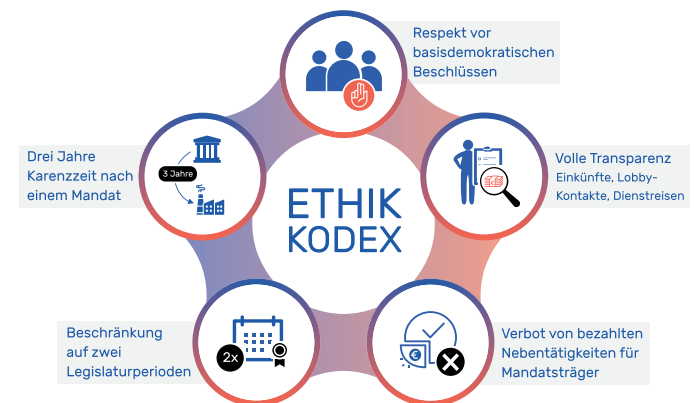 Respekt vor
basisdemokratischen
Beschlüssen
Drei Jahre
Karenzzeit nach
einem Mandat
3 Jahre
Volle Transparenz
Einkünfte, Lobby-
Kontakte, Dienstreisen
ETHIK
KODEX
Beschränkung
auf zwei
Legislaturperioden
2x
Verbot von bezahlten
Nebentätigkeiten für
Mandatsträger
€